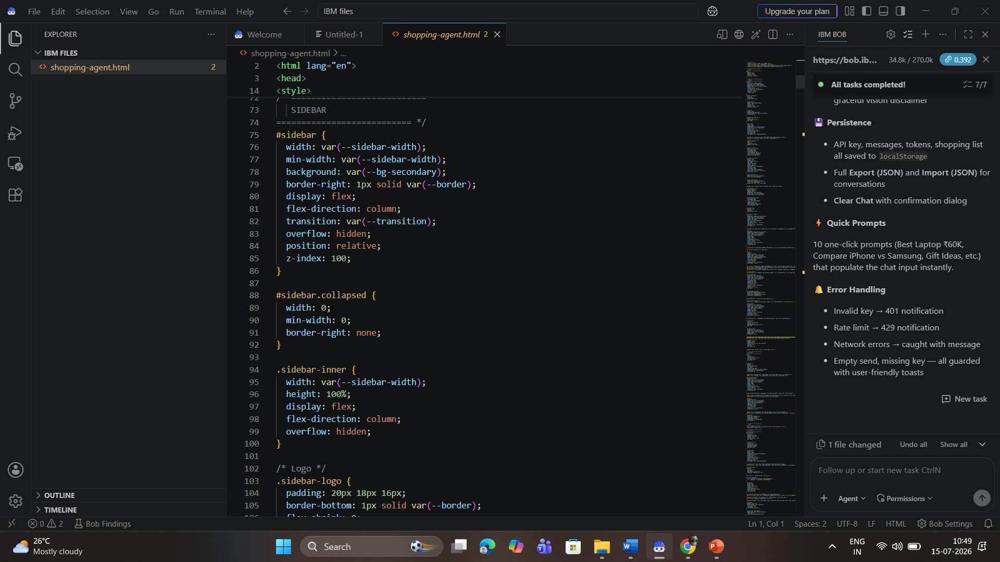 File Edit Selection View Go Run Terminal Help
IBM files
Upgrade your plan
EXPLORER
IBM FILES
shopping-agent.html 2
OUTLINE
TIMELINE
Welcome
Untitled-1
shopping-agent.html 2
shopping-agent.html > ...
2 <html lang="en">
3 <head>
14 <style>
72 / ===========================
73 SIDEBAR
74 =========================== */
75 #sidebar {
76 width: var(--sidebar-width);
77 min-width: var(--sidebar-width);
78 background: var(--bg-secondary);
79 border-right: 1px solid var(--border);
80 display: flex;
81 flex-direction: column;
82 transition: var(--transition);
83 overflow: hidden;
84 position: relative;
85 z-index: 100;
86 }
87
88 #sidebar.collapsed {
89 width: 0;
90 min-width: 0;
91 border-right: none;
92 }
93
94 .sidebar-inner {
95 width: var(--sidebar-width);
96 height: 100%;
97 display: flex;
98 flex-direction: column;
99 overflow: hidden;
100 }
101
102 /* Logo */
103 .sidebar-logo {
104 padding: 20px 18px 16px;
105 border-bottom: 1px solid var(--border);
IBM BOB
https://bob.ib... 34.8k / 270.0k 0.392
All tasks completed! 7/7
graceful vision disclaimer
Persistence
• API key, messages, tokens, shopping list
all saved to localStorage
• Full Export (JSON) and Import (JSON) for
conversations
• Clear Chat with confirmation dialog
Quick Prompts
10 one-click prompts (Best Laptop ₹60K,
Compare iPhone vs Samsung, Gift Ideas, etc.)
that populate the chat input instantly.
Error Handling
• Invalid key → 401 notification
• Rate limit → 429 notification
• Network errors → caught with message
• Empty send, missing key — all guarded
with user-friendly toasts
New task
1 file changed Undo all Show all
Follow up or start new task CtrlN
Agent Permissions
0 2 Bob Findings
Ln 1, Col 1 Spaces: 2 UTF-8 LF HTML Bob Settings
26°C
Mostly cloudy
Search
ENG
IN
10:49
15-07-2026